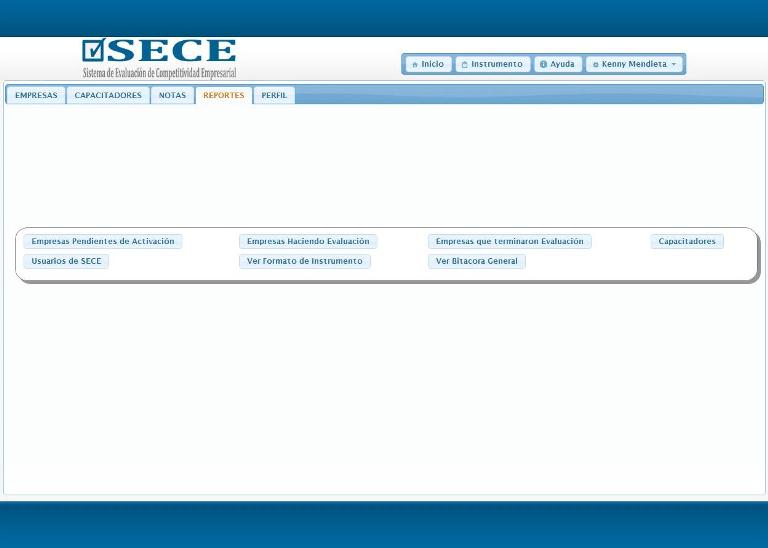 SECE
Sistema de Evaluación de Competitividad Empresarial
Inicio Instrumento Ayuda Kenny Mendieta
EMPRESAS CAPACITADORES NOTAS REPORTES PERFIL
Empresas Pendientes de Activación Empresas Haciendo Evaluación Empresas que terminaron Evaluación Capacitadores
Usuarios de SECE Ver Formato de Instrumento Ver Bitacora General